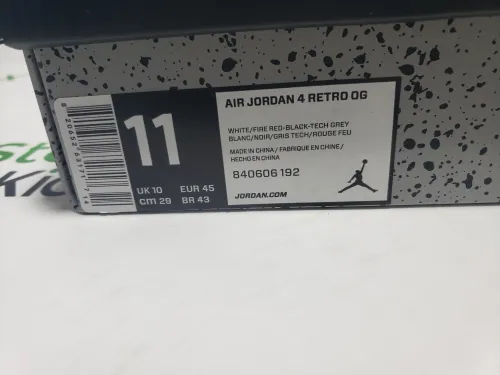 AIR JORDAN 4 RETRO OG
WHITE/FIRE RED-BLACK-TECH GREY
BLANC/NOIR/GRIS TECH/ROUGE FEU
MADE IN CHINA / FABRIQUE EN CHINE /
HECHO EN CHINA
840606 192
JORDAN.COM
11
UK 10 EUR 45
CM 29 BR 43